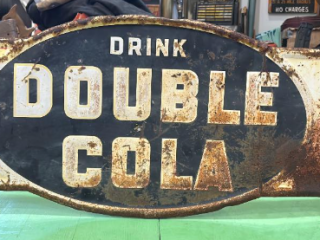 NO CHARGES
DRINK
DOUBLE
COLA